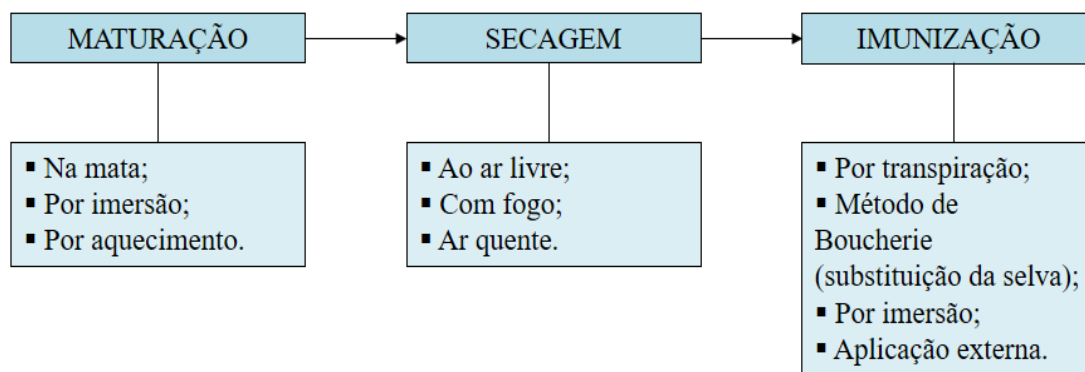 MATURAÇÃO
SECAGEM
IMUNIZAÇÃO
▪ Na mata;
▪ Por imersão;
▪ Por aquecimento.
▪ Ao ar livre;
▪ Com fogo;
▪ Ar quente.
▪ Por transpiração;
▪ Método de
Boucherie
(substituição da selva);
▪ Por imersão;
▪ Aplicação externa.